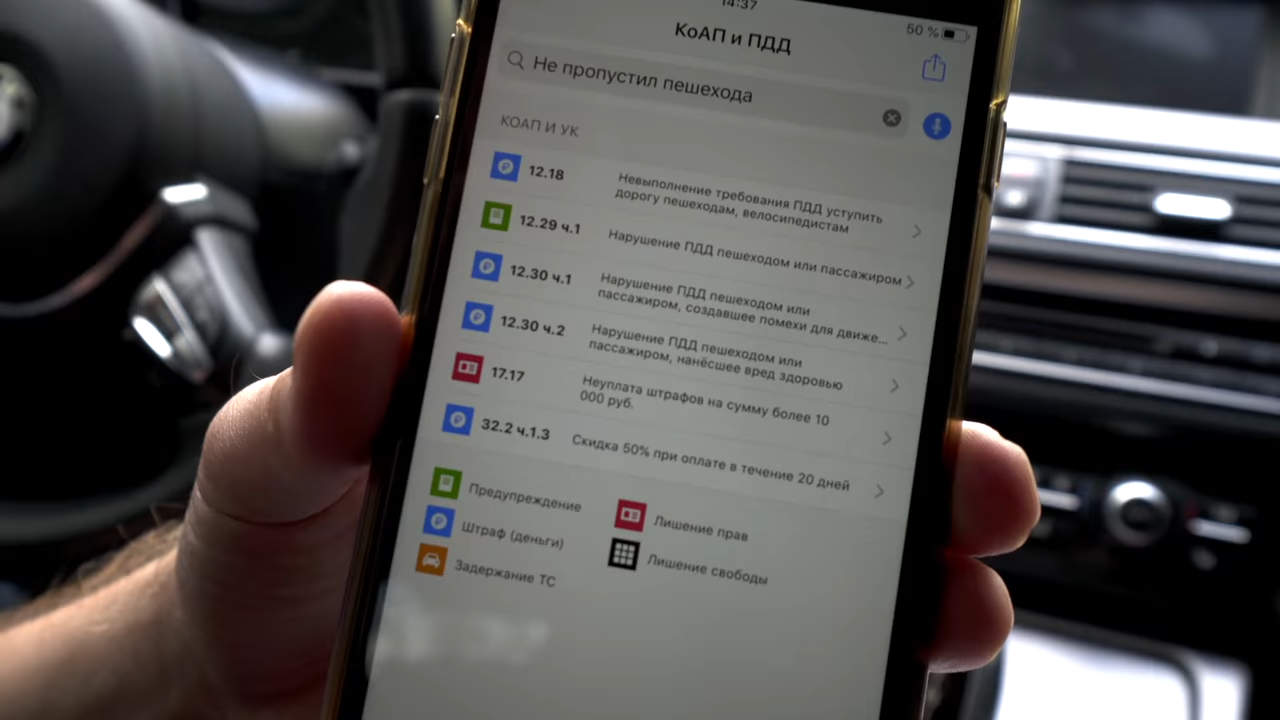 14:37
50 %
КоАП и ПДД
Не пропустил пешехода
КОАП И УК
12.18
Невыполнение требования ПДД уступить
дорогу пешеходам, велосипедистам
12.29 ч.1
Нарушение ПДД пешеходом или пассажиром
12.30 ч.1
Нарушение ПДД пешеходом или
пассажиром, создавшее помехи для движе...
12.30 ч.2
Нарушение ПДД пешеходом или
пассажиром, нанёсшее вред здоровью
17.17
Неуплата штрафов на сумму более 10
000 руб.
32.2 ч.1.3
Скидка 50% при оплате в течение 20 дней
Предупреждение
Лишение прав
Штраф (деньги)
Лишение свободы
Задержание ТС